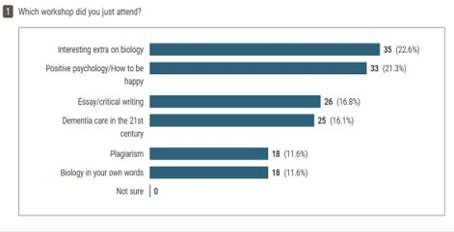 1 Which workshop did you just attend?
Interesting extra on biology 35 (22.6%)
Positive psychology/How to be 33 (21.3%)
happy
Essay/critical writing 26 (16.8%)
Dementia care in the 21st 25 (16.1%)
century
Plagiarism 18 (11.6%)
Biology in your own words 18 (11.6%)
Not sure 0